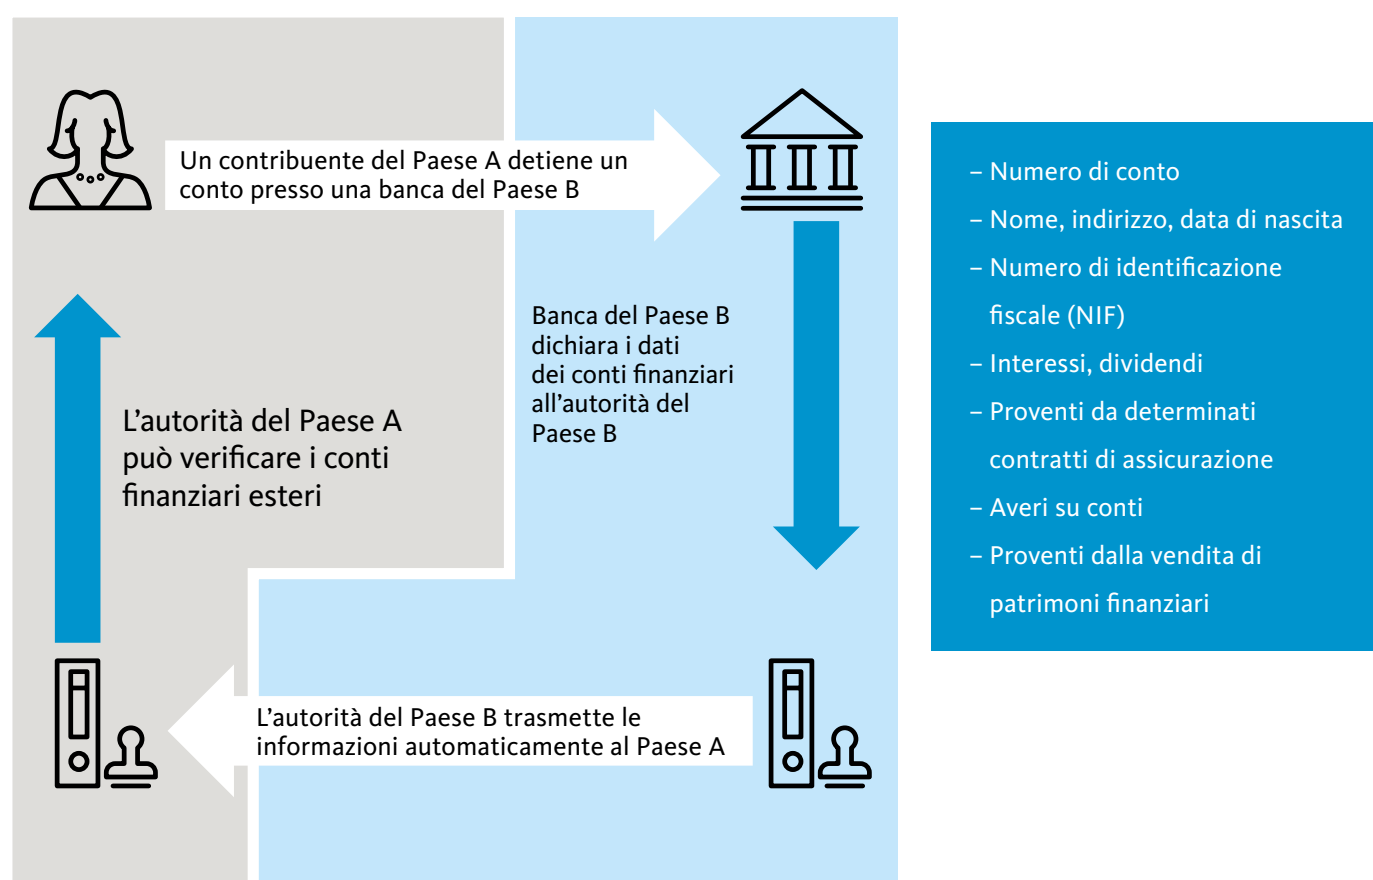 Un contribuente del Paese A detiene un
conto presso una banca del Paese B
Banca del Paese B
dichiara i dati
dei conti finanziari
all’autorità del
Paese B
L’autorità del Paese B trasmette le
informazioni automaticamente al Paese A
L’autorità del Paese A
può verificare i conti
finanziari esteri
– Numero di conto
– Nome, indirizzo, data di nascita
– Numero di identificazione
fiscale (NIF)
– Interessi, dividendi
– Proventi da determinati
contratti di assicurazione
– Averi su conti
– Proventi dalla vendita di
patrimoni finanziari